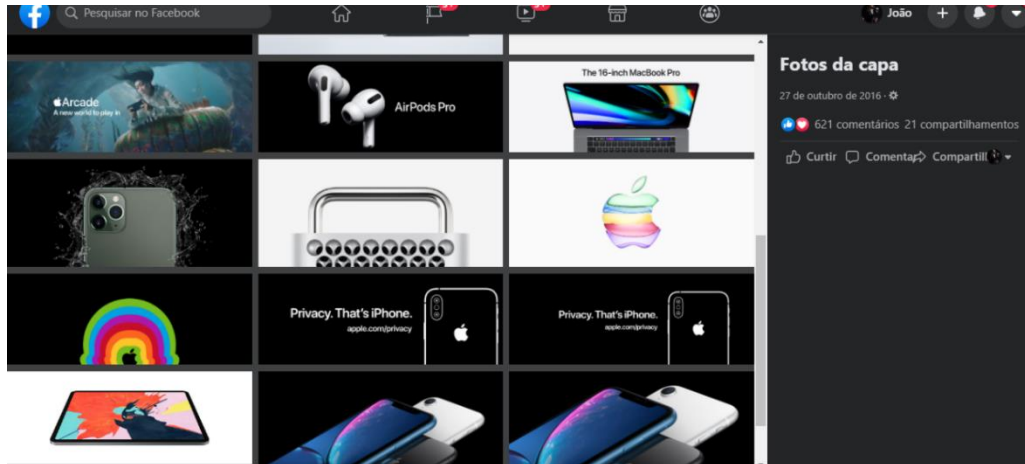 Pesquisar no Facebook
João
Arcade
A new world to play in
AirPods Pro
The 16-inch MacBook Pro
Privacy. That's iPhone.
apple.com/privacy
Privacy. That's iPhone.
apple.com/privacy
Fotos da capa
27 de outubro de 2016 ·
621 comentários 21 compartilhamentos
Curtir Comentar Compartil